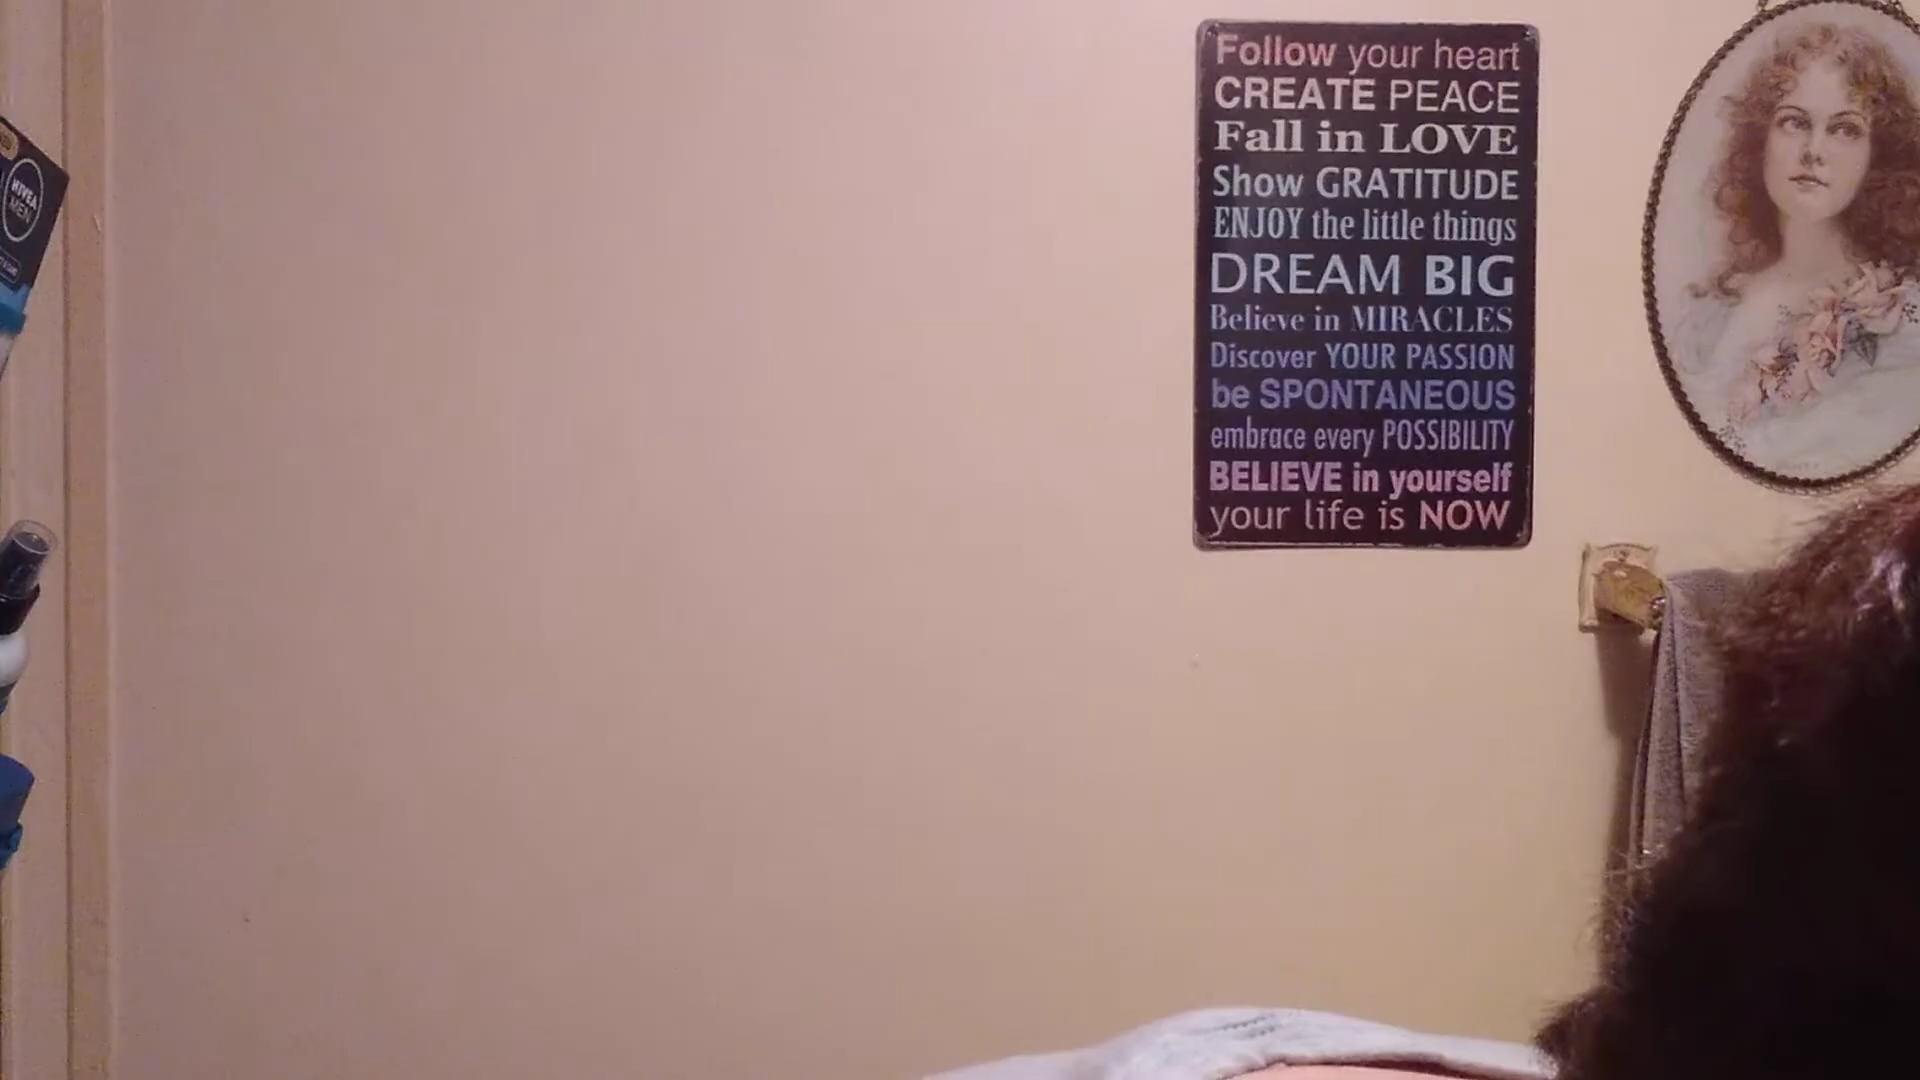 NIVEA
MEN
Follow your heart
CREATE PEACE
Fall in LOVE
Show GRATITUDE
ENJOY the little things
DREAM BIG
Believe in MIRACLES
Discover YOUR PASSION
be SPONTANEOUS
embrace every POSSIBILITY
BELIEVE in yourself
your life is NOW